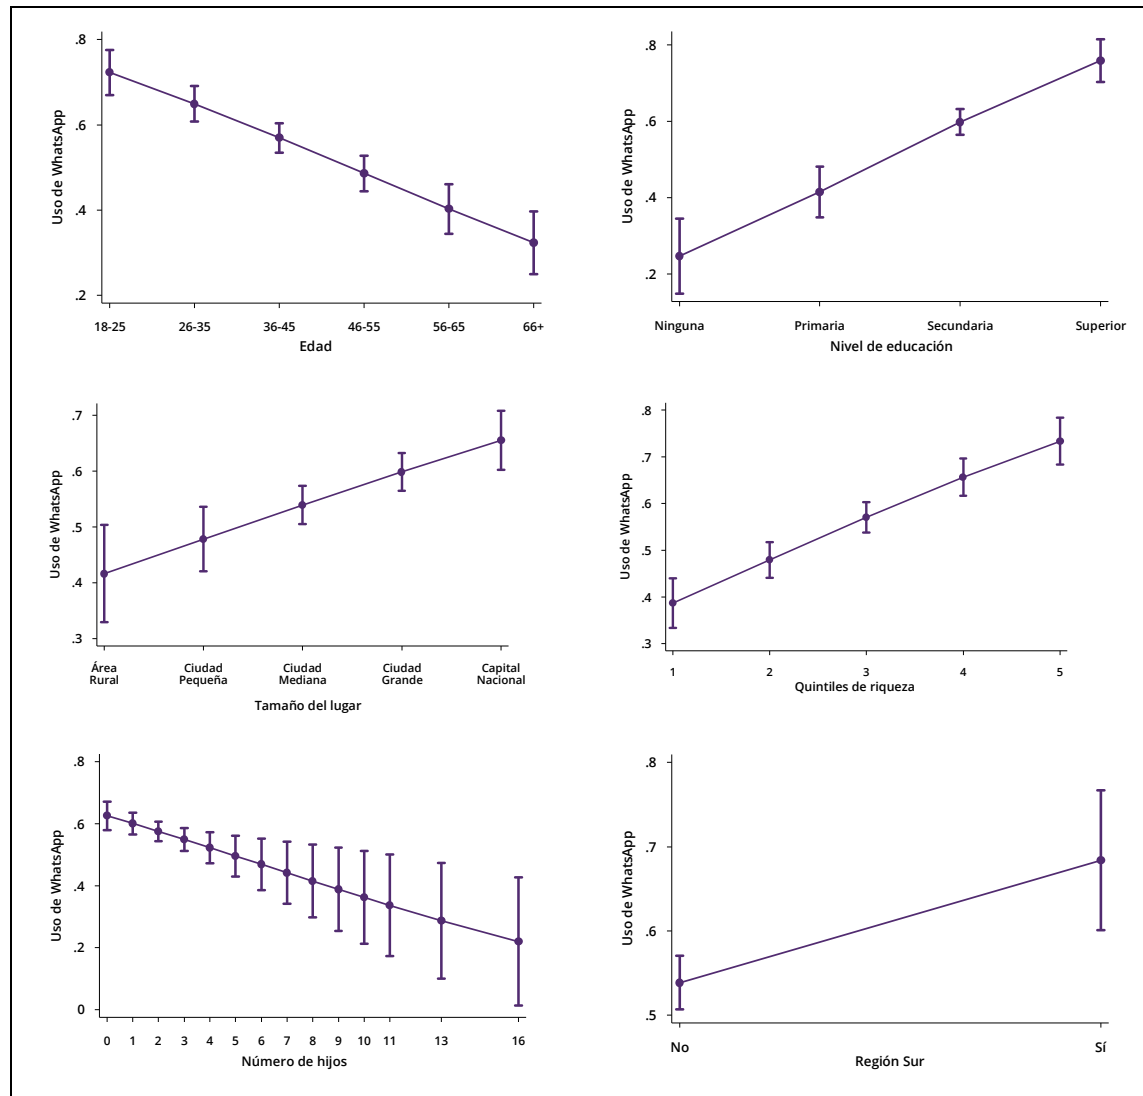 .8
.6
.4
.2
Uso de WhatsApp
18-25 26-35 36-45 46-55 56-65 66+
Edad
.8
.6
.4
.2
Uso de WhatsApp
Ninguna Primaria Secundaria Superior
Nivel de educación
.7
.6
.5
.4
.3
Uso de WhatsApp
Área Ciudad Ciudad Ciudad Capital
Rural Pequeña Mediana Grande Nacional
Tamaño del lugar
.8
.7
.6
.5
.4
.3
Uso de WhatsApp
1 2 3 4 5
Quintiles de riqueza
.8
.6
.4
.2
0
Uso de WhatsApp
0 1 2 3 4 5 6 7 8 9 10 11 13 16
Número de hijos
.8
.7
.6
.5
Uso de WhatsApp
No Sí
Región Sur